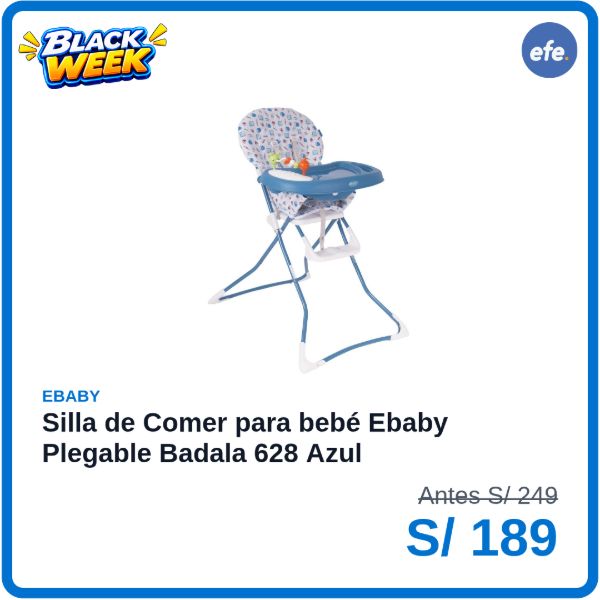 BLACK
WEEK
efe.
EBABY
Silla de Comer para bebé Ebaby
Plegable Badala 628 Azul
Antes S/ 249
S/ 189